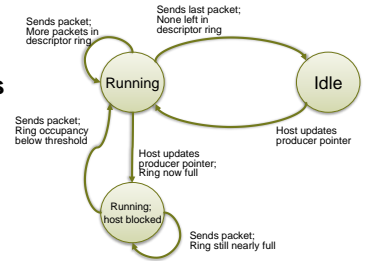 Sends packet;
More packets in
descriptor ring
Sends last packet;
None left in
descriptor ring
Running
Idle
s
Sends packet;
Ring occupancy
below threshold
Host updates
producer pointer
Host updates
producer pointer;
Ring now full
Running;
host blocked
Sends packet;
Ring still nearly full